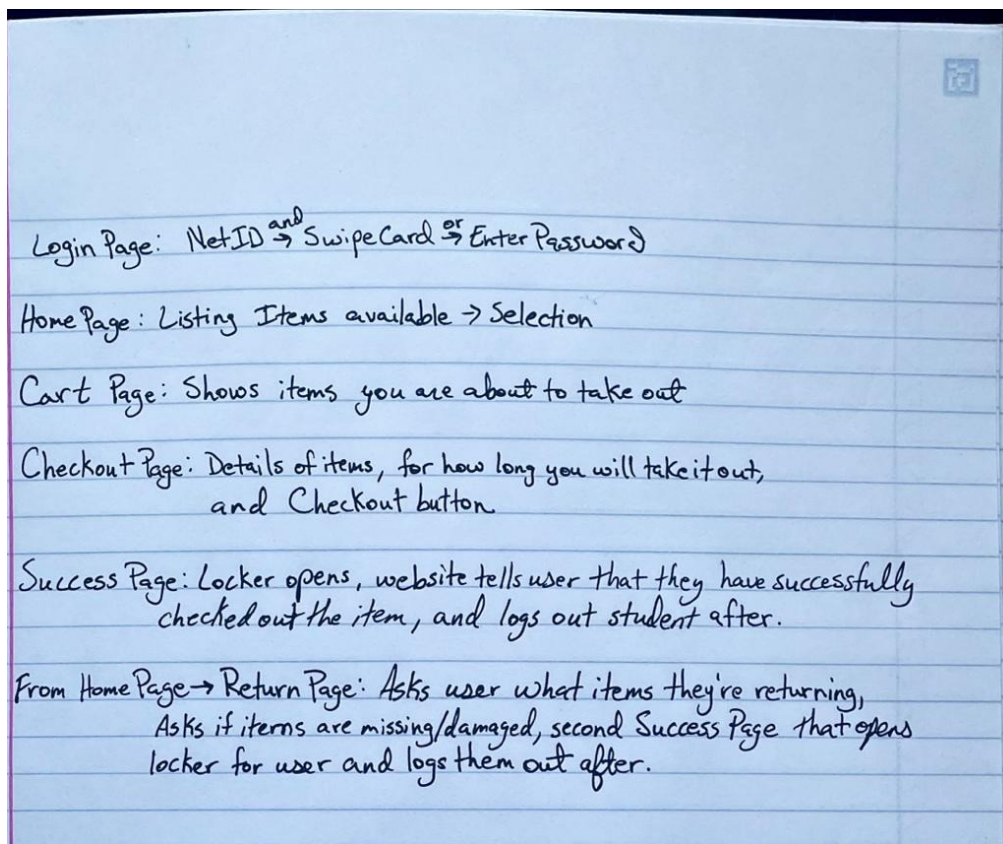 Login Page: NetID and→ SwipeCard or→ Enter Password
Home Page: Listing Items available → Selection
Cart Page: Shows items you are about to take out
Checkout Page: Details of items, for how long you will take it out,
and Checkout button
Success Page: Locker opens, website tells user that they have successfully
checked out the item, and logs out student after.
From Home Page → Return Page: Asks user what items they're returning,
Asks if items are missing/damaged, second Success Page that opens
locker for user and logs them out after.